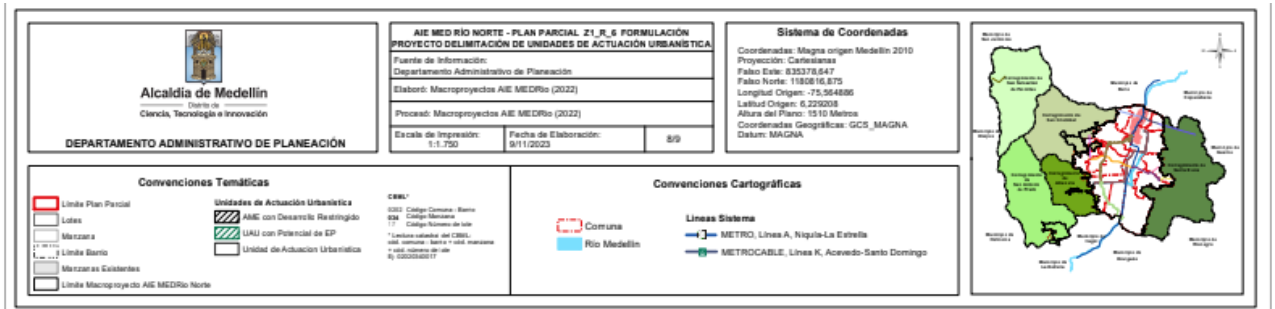 Alcaldía de Medellín
Distrito de
Ciencia, Tecnología e Innovación
DEPARTAMENTO ADMINISTRATIVO DE PLANEACIÓN
AIE MED RÍO NORTE - PLAN PARCIAL Z1_R_6 FORMULACIÓN
PROYECTO DELIMITACIÓN DE UNIDADES DE ACTUACIÓN URBANÍSTICA
Fuente de Información:
Departamento Administrativo de Planeación
Elaboró: Macroproyectos AIE MEDRio (2022)
Procesó: Macroproyectos AIE MEDRio (2022)
Escala de Impresión:
1:1.750
Fecha de Elaboración:
9/11/2023
8/9
Sistema de Coordenadas
Coordenadas: Magna origen Medellín 2010
Proyección: Cartesianas
Falso Este: 835378,647
Falso Norte: 1180816,875
Longitud Origen: -75,564886
Latitud Origen: 6,229208
Altura del Plano: 1510 Metros
Coordenadas Geográficas: GCS_MAGNA
Datum: MAGNA
Convenciones Temáticas
Límite Plan Parcial
Lotes
Manzana
Límite Barrio
Manzanas Existentes
Límite Macroproyecto AIE MEDRío Norte
Unidades de Actuación Urbanística
AME con Desarrollo Restringido
UAU con Potencial de EP
Unidad de Actuacion Urbanística
CBML*
Código Comuna - Barrio
Código Manzana
Código Número de lote
Convenciones Cartográficas
Comuna
Río Medellín
Líneas Sistema
METRO, Línea A, Niquía-La Estrella
METROCABLE, Línea K, Acevedo-Santo Domingo